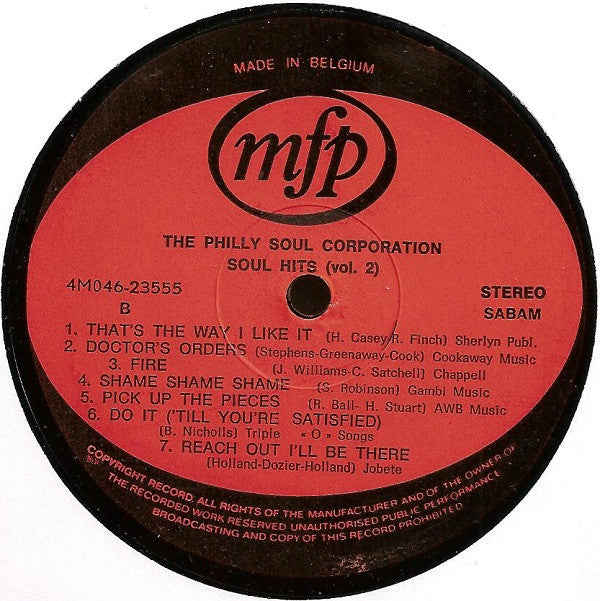 MADE IN BELGIUM
mfp
THE PHILLY SOUL CORPORATION
SOUL HITS (vol. 2)
4M046-23555
B
STEREO
SABAM
1. THAT'S THE WAY I LIKE IT (H. Casey-R. Finch) Sherlyn Publ.
2. DOCTOR'S ORDERS (Stephens-Greenaway-Cook) Cookaway Music
3. FIRE (J. Williams-C. Satchell) Chappell
4. SHAME SHAME SHAME (S. Robinson) Gambi Music
5. PICK UP THE PIECES (R. Ball- H. Stuart) AWB Music
6. DO IT ('TILL YOU'RE SATISFIED)
(B. Nicholls) Triple « O » Songs
7. REACH OUT I'LL BE THERE
(Holland-Dozier-Holland) Jobete
COPYRIGHT RECORD. ALL RIGHTS OF THE MANUFACTURER AND OF THE OWNER OF
THE RECORDED WORK RESERVED UNAUTHORISED PUBLIC PERFORMANCE
BROADCASTING AND COPY OF THIS RECORD PROHIBITED.